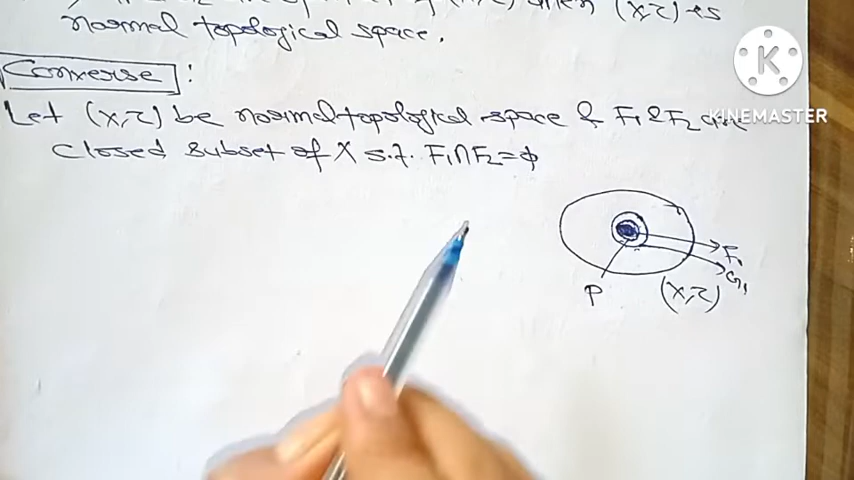 (X,τ) is
normal topological space.
Converse :
Let (X,τ) be normal topological space & F₁ & F₂ are
closed subset of X s.t. F₁∩F₂=ϕ
F₁
G₁
P
(X,τ)
K
KINEMASTER